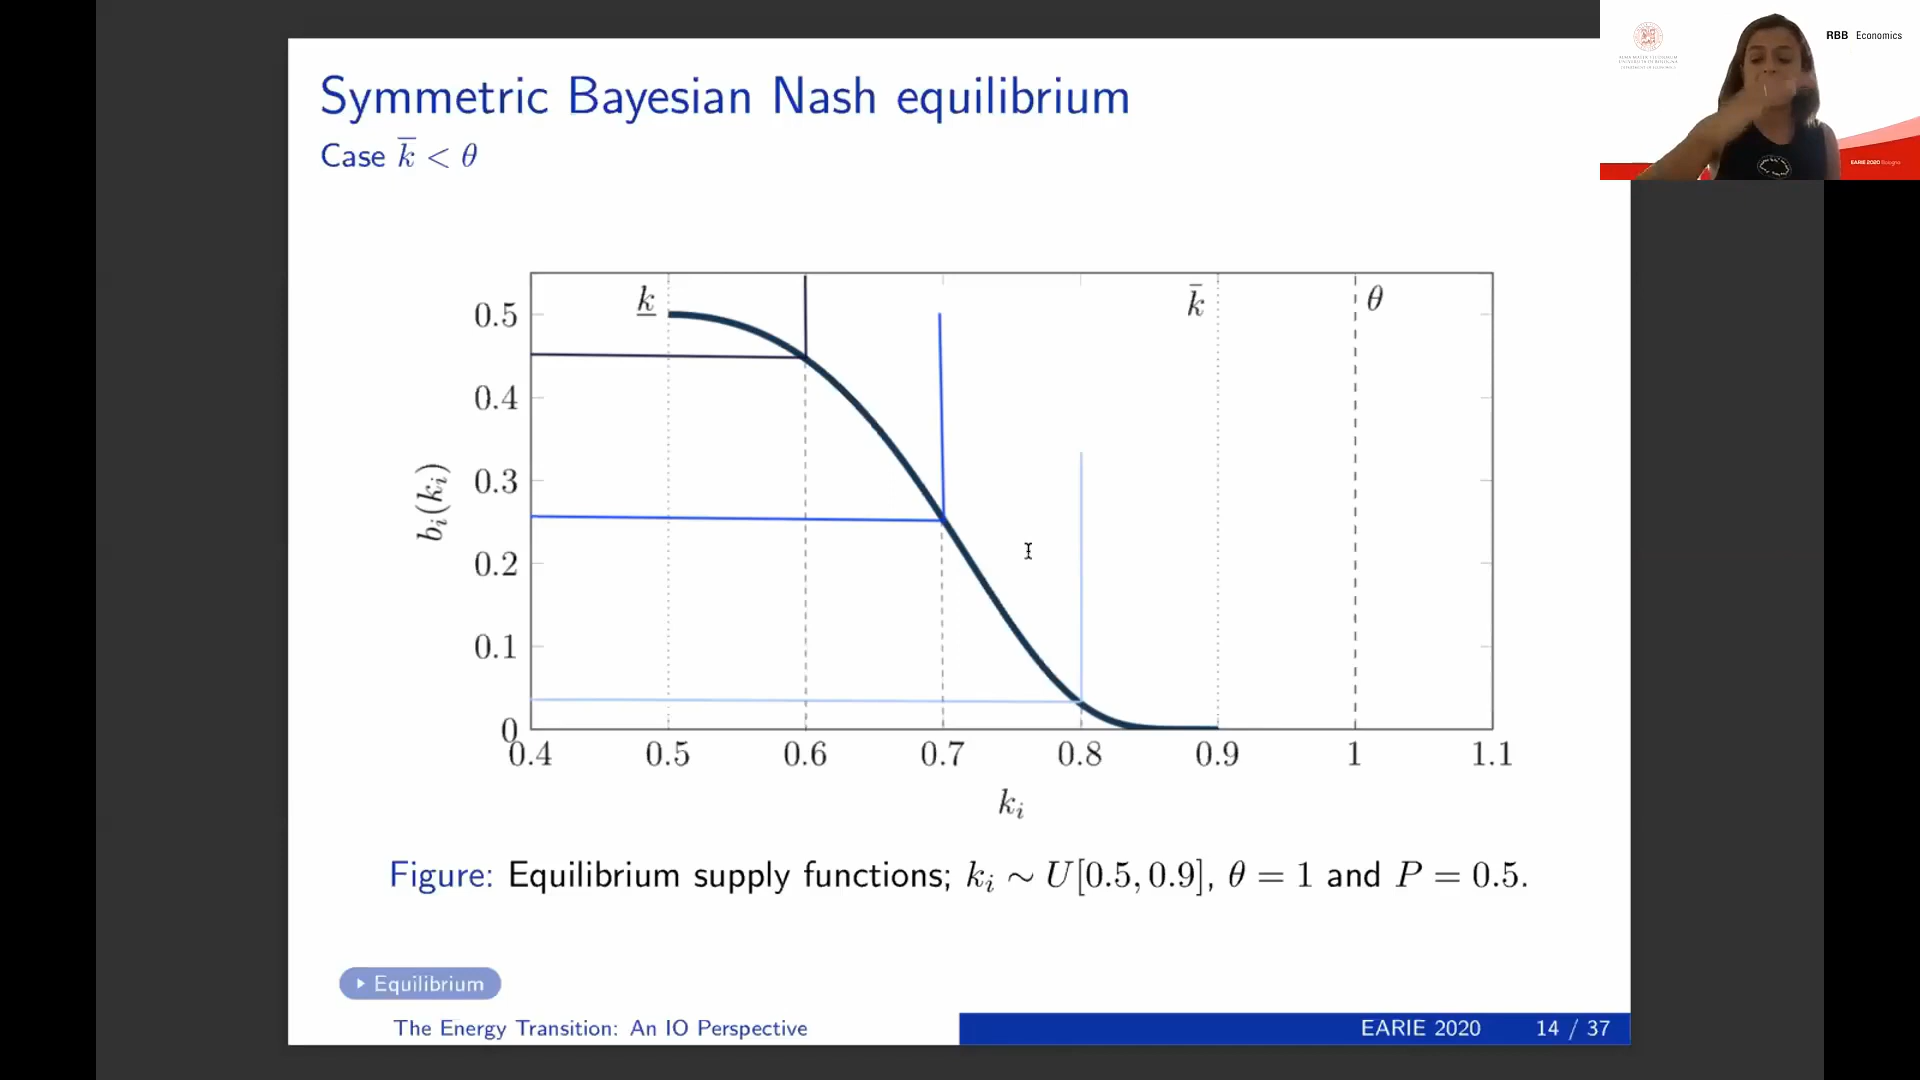 Symmetric Bayesian Nash equilibrium
Case k̄ < θ
RBB Economics
EARIE 2020 Bologna
k̲
k̄
θ
0.5
0.4
0.3
0.2
0.1
0
b_i(k_i)
0.4 0.5 0.6 0.7 0.8 0.9 1 1.1
k_i
Figure: Equilibrium supply functions; k_i ∼ U[0.5, 0.9], θ = 1 and P = 0.5.
Equilibrium
The Energy Transition: An IO Perspective
EARIE 2020 14 / 37